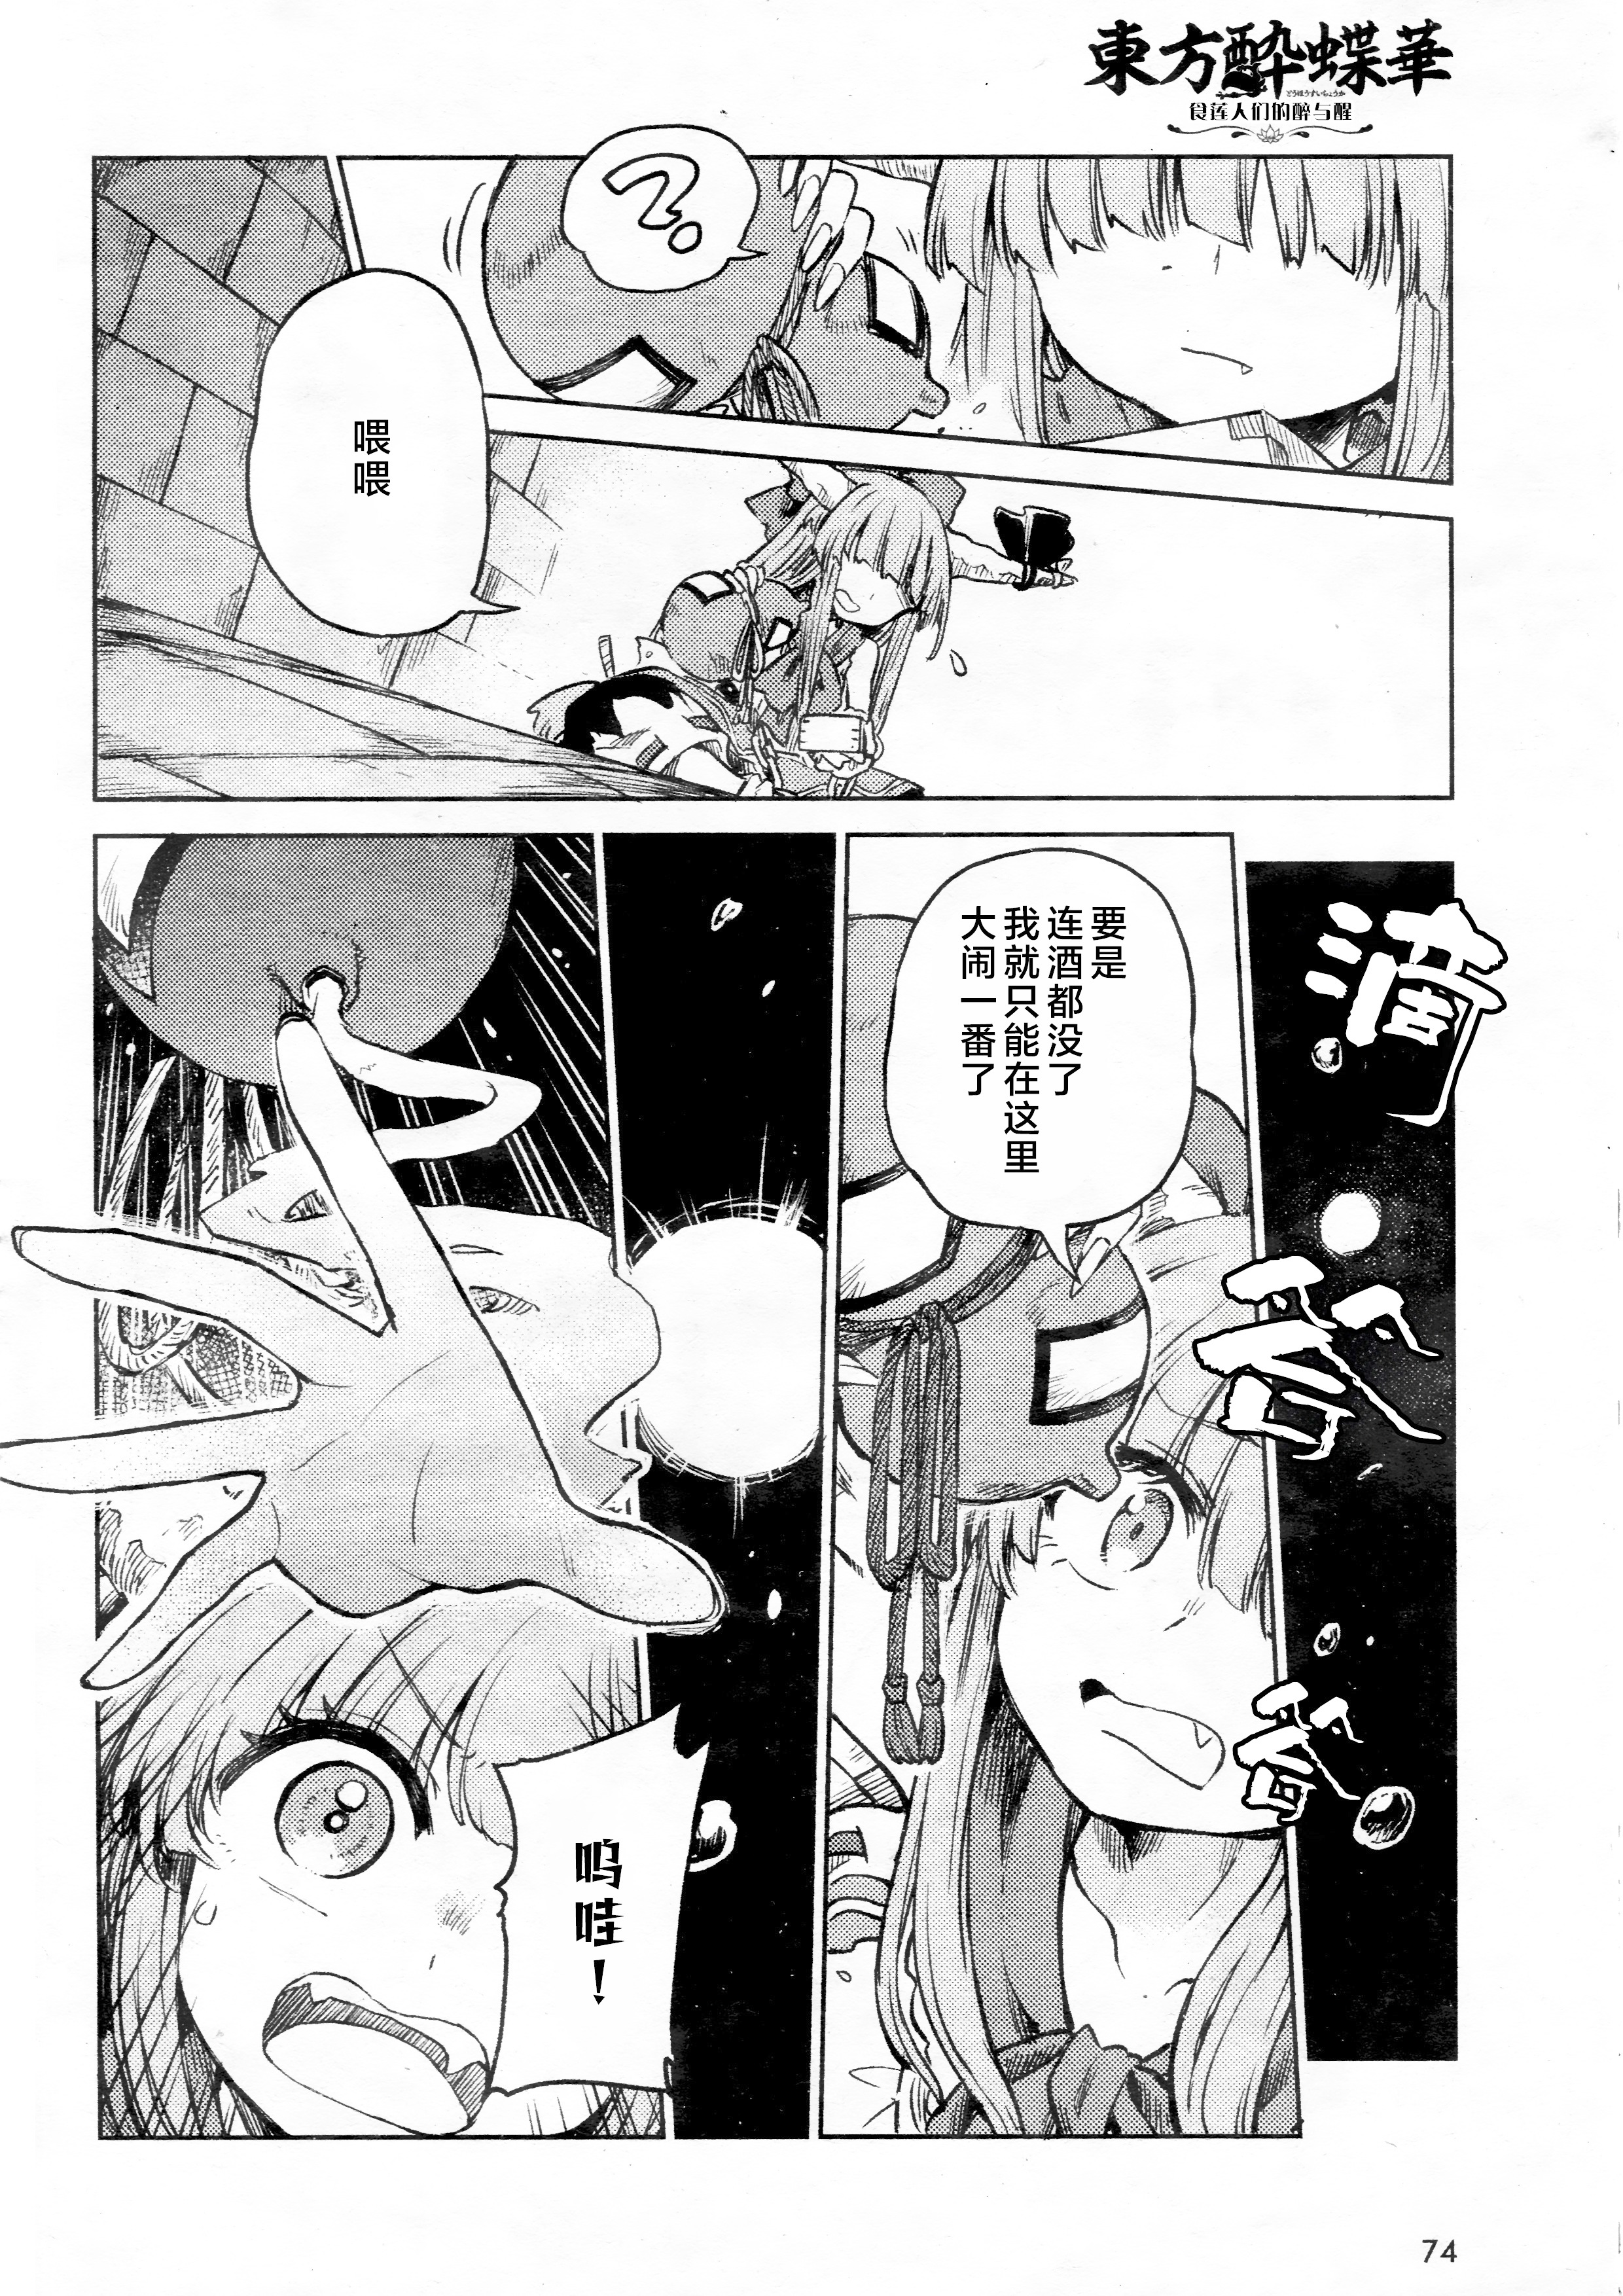 東方酔蝶華
とうほうすいちょうか
食莲人们的醉与醒
?
喂
喂
滴
答
答
要是
连酒都没了
我就只能在这里
大闹一番了
呜哇!
74